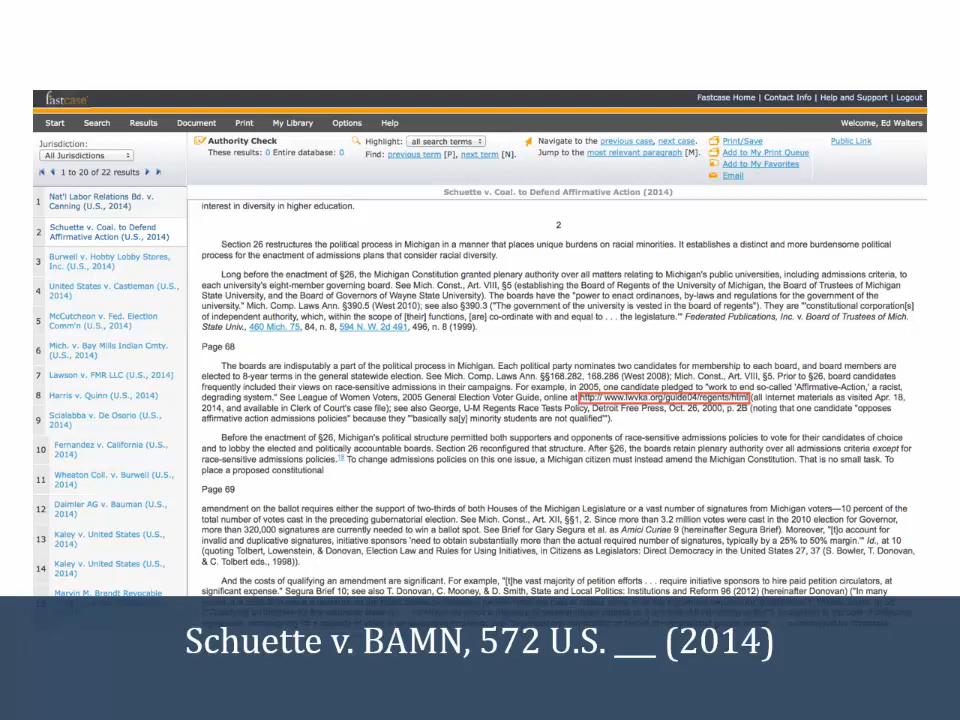 fastcase
Fastcase Home | Contact Info | Help and Support | Logout
Start Search Results Document Print My Library Options Help
Welcome, Ed Walters
Jurisdiction:
All Jurisdictions
1 to 20 of 22 results
Authority Check
These results: 0 Entire database: 0
Highlight: all search terms
Find: previous term [P], next term [N].
Navigate to the previous case, next case.
Jump to the most relevant paragraph [M].
Print/Save
Add to My Print Queue
Add to My Favorites
Email
Public Link
1 Nat'l Labor Relations Bd. v.
Canning (U.S., 2014)
2 Schuette v. Coal. to Defend
Affirmative Action (U.S., 2014)
3 Burwell v. Hobby Lobby Stores,
Inc. (U.S., 2014)
4 United States v. Castleman (U.S.,
2014)
5 McCutcheon v. Fed. Election
Comm'n (U.S., 2014)
6 Mich. v. Bay Mills Indian Cmty.
(U.S., 2014)
7 Lawson v. FMR LLC (U.S., 2014)
8 Harris v. Quinn (U.S., 2014)
9 Scialabba v. De Osorio (U.S.,
2014)
10 Fernandez v. California (U.S.,
2014)
11 Wheaton Coll. v. Burwell (U.S.,
2014)
12 Daimler AG v. Bauman (U.S.,
2014)
13 Kaley v. United States (U.S.,
2014)
14 Kaley v. United States (U.S.,
2014)
15 Marvin M. Brandt Revocable
Schuette v. Coal. to Defend Affirmative Action (2014)
interest in diversity in higher education.
2
Section 26 restructures the political process in Michigan in a manner that places unique burdens on racial minorities. It establishes a distinct and more burdensome political
process for the enactment of admissions plans that consider racial diversity.
Long before the enactment of §26, the Michigan Constitution granted plenary authority over all matters relating to Michigan's public universities, including admissions criteria, to
each university's eight-member governing board. See Mich. Const., Art. VIII, §5 (establishing the Board of Regents of the University of Michigan, the Board of Trustees of Michigan
State University, and the Board of Governors of Wayne State University). The boards have the "power to enact ordinances, by-laws and regulations for the government of the
university." Mich. Comp. Laws Ann. §390.5 (West 2010); see also §390.3 ("The government of the university is vested in the board of regents"). They are "'constitutional corporation[s]
of independent authority, which, within the scope of [their] functions, [are] co-ordinate with and equal to . . . the legislature.'" Federated Publications, Inc. v. Board of Trustees of Mich.
State Univ., 460 Mich. 75, 84, n. 8, 594 N. W. 2d 491, 496, n. 8 (1999).
Page 68
The boards are indisputably a part of the political process in Michigan. Each political party nominates two candidates for membership to each board, and board members are
elected to 8-year terms in the general statewide election. See Mich. Comp. Laws Ann. §§168.282, 168.286 (West 2008); Mich. Const., Art. VIII, §5. Prior to §26, board candidates
frequently included their views on race-sensitive admissions in their campaigns. For example, in 2005, one candidate pledged to "work to end so-called 'Affirmative-Action,' a racist,
degrading system." See League of Women Voters, 2005 General Election Voter Guide, online at http:// www.lwvka.org/guide04/regents/html (all Internet materials as visited Apr. 18,
2014, and available in Clerk of Court's case file); see also George, U-M Regents Race Tests Policy, Detroit Free Press, Oct. 26, 2000, p. 2B (noting that one candidate "opposes
affirmative action admissions policies" because they "'basically sa[y] minority students are not qualified'").
Before the enactment of §26, Michigan's political structure permitted both supporters and opponents of race-sensitive admissions policies to vote for their candidates of choice
and to lobby the elected and politically accountable boards. Section 26 reconfigured that structure. After §26, the boards retain plenary authority over all admissions criteria except for
race-sensitive admissions policies. To change admissions policies on this one issue, a Michigan citizen must instead amend the Michigan Constitution. That is no small task. To
place a proposed constitutional
Page 69
amendment on the ballot requires either the support of two-thirds of both Houses of the Michigan Legislature or a vast number of signatures from Michigan voters—10 percent of the
total number of votes cast in the preceding gubernatorial election. See Mich. Const., Art. XII, §§1, 2. Since more than 3.2 million votes were cast in the 2010 election for Governor,
more than 320,000 signatures are currently needed to win a ballot spot. See Brief for Gary Segura et al. as Amici Curiae 9 (hereinafter Segura Brief). Moreover, "[t]o account for
invalid and duplicative signatures, initiative sponsors 'need to obtain substantially more than the actual required number of signatures, typically by a 25% to 50% margin.'" Id., at 10
(quoting Tolbert, Lowenstein, & Donovan, Election Law and Rules for Using Initiatives, in Citizens as Legislators: Direct Democracy in the United States 27, 37 (S. Bowler, T. Donovan,
& C. Tolbert eds., 1998)).
And the costs of qualifying an amendment are significant. For example, "[t]he vast majority of petition efforts . . . require initiative sponsors to hire paid petition circulators, at
significant expense." Segura Brief 10; see also T. Donovan, C. Mooney, & D. Smith, State and Local Politics: Institutions and Reform 96 (2012) (hereinafter Donovan) ("In many
Schuette v. BAMN, 572 U.S. ___ (2014)